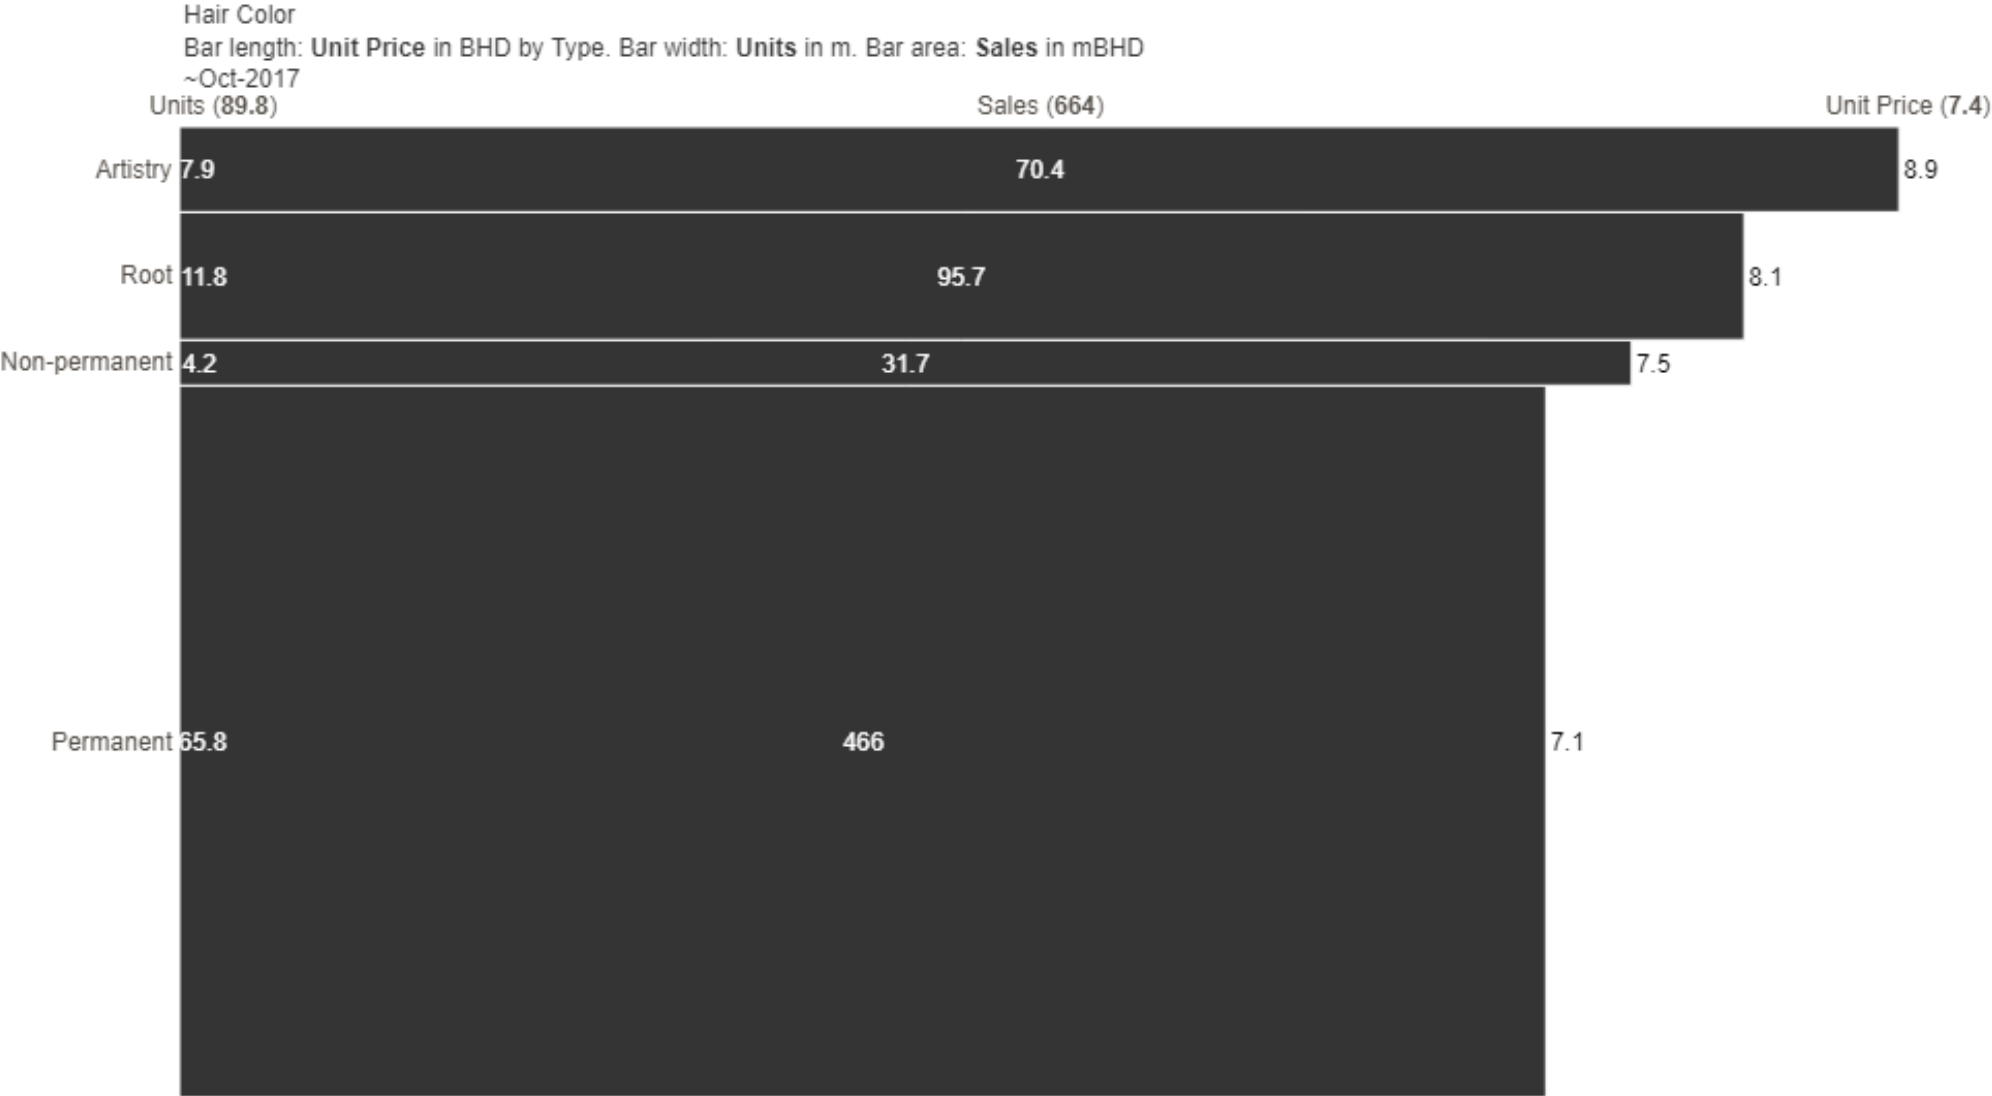 Hair Color
Bar length: Unit Price in BHD by Type. Bar width: Units in m. Bar area: Sales in mBHD
~Oct-2017
Units (89.8) Sales (664) Unit Price (7.4)
Artistry 7.9 70.4 8.9
Root 11.8 95.7 8.1
Non-permanent 4.2 31.7 7.5
Permanent 65.8 466 7.1